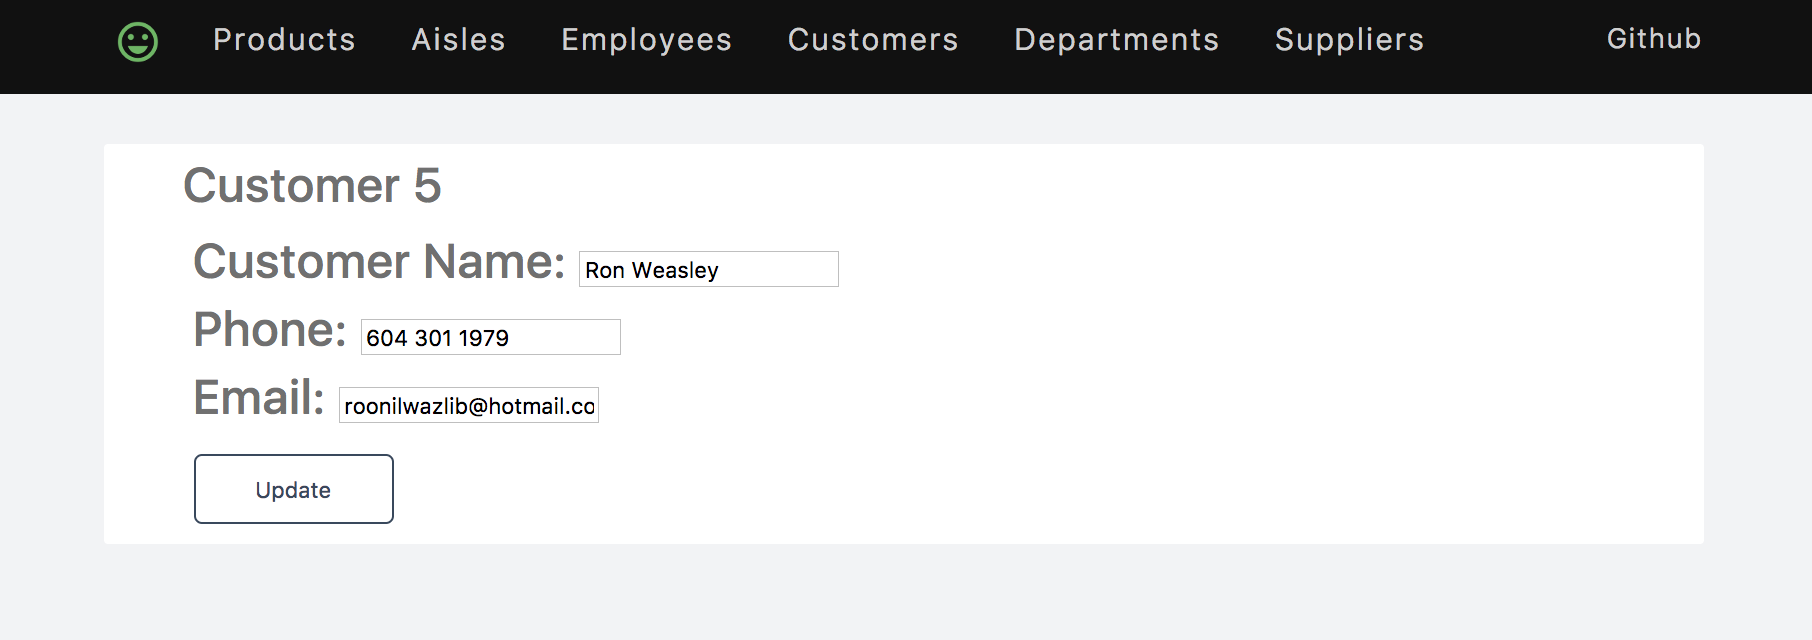 Products Aisles Employees Customers Departments Suppliers Github
Customer 5
Customer Name: Ron Weasley
Phone: 604 301 1979
Email: roonilwazlib@hotmail.co
Update